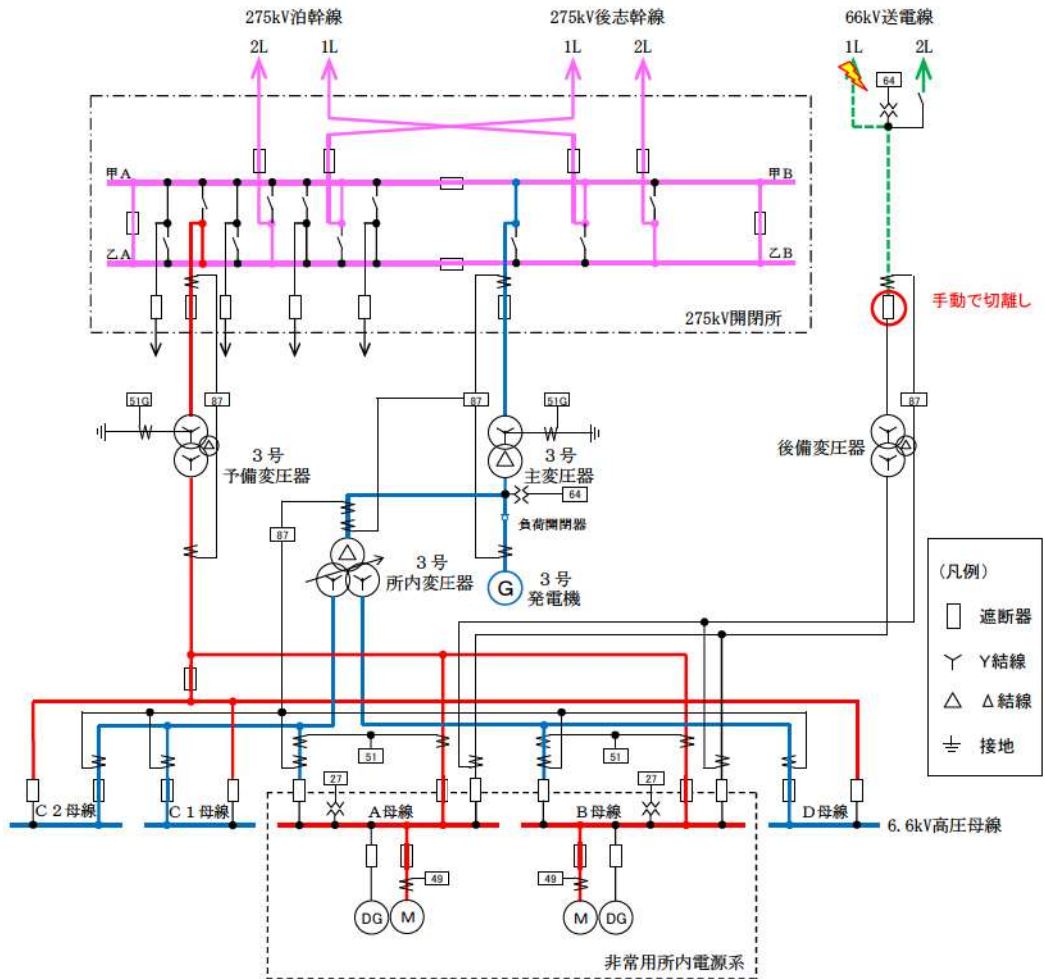 275kV泊幹線
275kV後志幹線
66kV送電線
2L
1L
1L
2L
1L
2L
64
甲A
甲B
乙A
乙B
275kV開閉所
手動で切離し
51G
87
87
51G
87
3号
予備変圧器
3号
主変圧器
後備変圧器
64
負荷開閉器
87
3号
所内変圧器
G
3号
発電機
(凡例)
遮断器
Y結線
Δ結線
接地
51
51
27
27
C2母線
C1母線
A母線
B母線
D母線
6.6kV高圧母線
49
49
DG
M
M
DG
非常用所内電源系